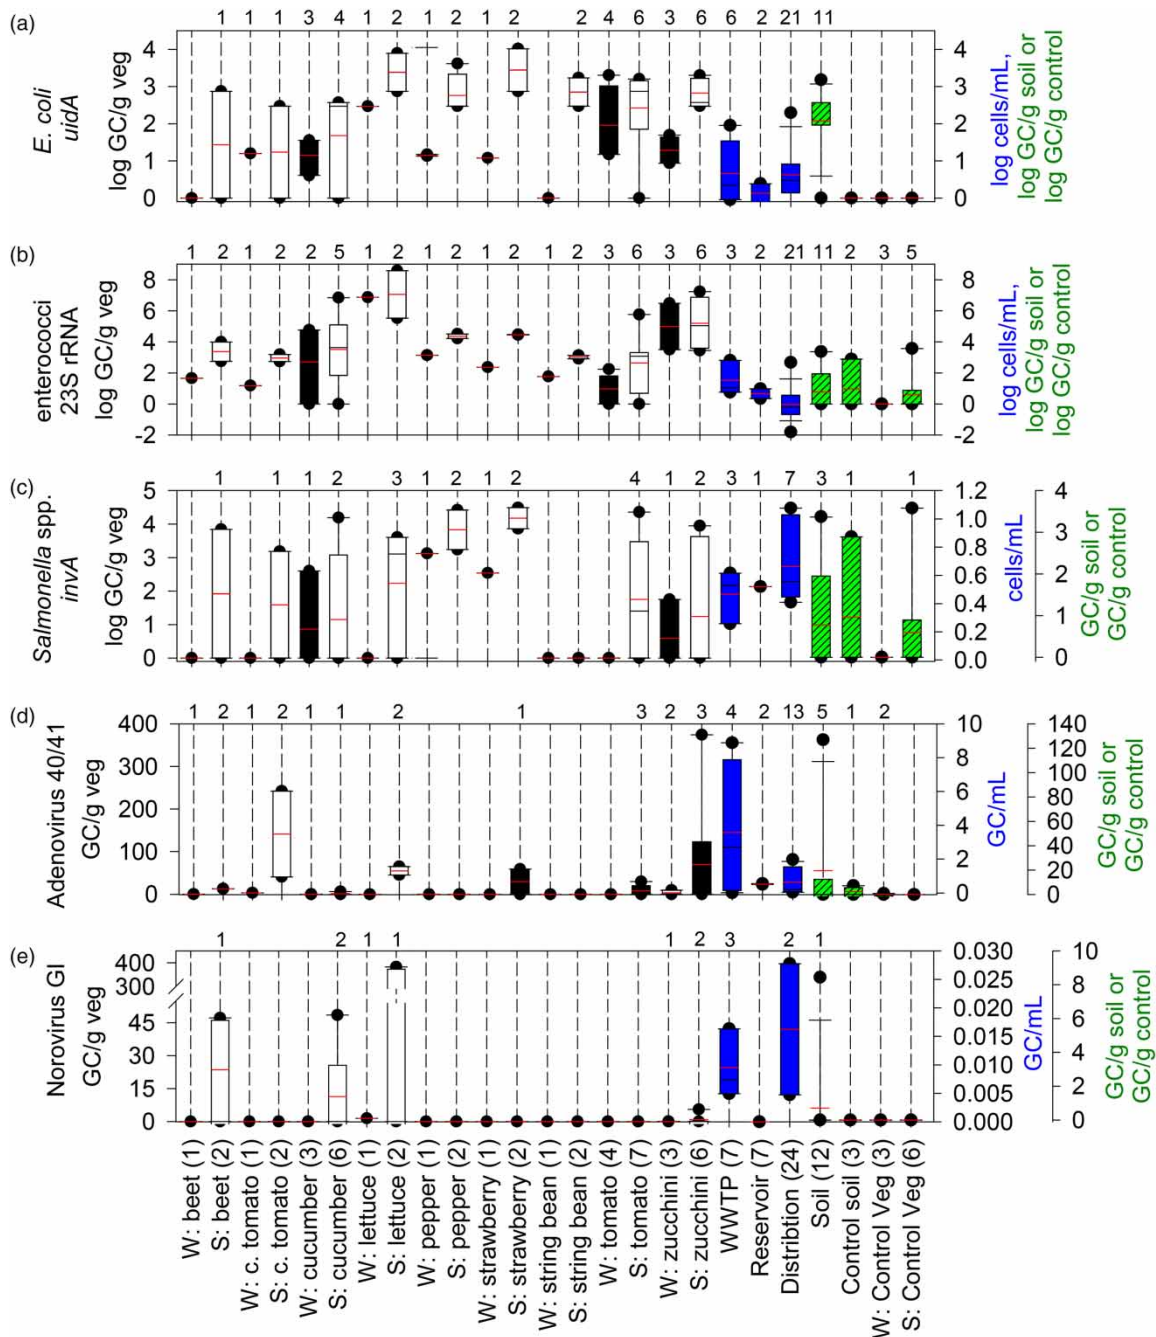 (a)
1 1 1 3 4 1 2 1 2 1 2 2 4 6 3 6 6 2 21 11
E. coli
uidA
log GC/g veg
4 4
3 3
2 2
1 1
0 0
log cells/mL,
log GC/g soil or
log GC/g control
(b)
1 2 1 2 2 5 1 2 1 2 1 2 1 2 3 6 3 6 3 2 21 11 2 3 5
enterococci
23S rRNA
log GC/g veg
8 8
6 6
4 4
2 2
0 0
-2 -2
log cells/mL,
log GC/g soil or
log GC/g control
(c)
1 1 1 2 3 1 2 1 2 4 1 2 3 1 7 3 1 1
Salmonella spp.
invA
log GC/g veg
5 1.2 4
4 1.0 3
3 0.8
2 0.6 2
0.4
1 0.2 1
0 0.0 0
cells/mL
GC/g soil or
GC/g control
(d)
1 2 1 2 1 1 1 2 1 3 2 3 4 2 13 5 1 2
Adenovirus 40/41
GC/g veg
400 10 140
300 8 120
200 6 100
100 4 80
0 2 60
0 40
20
0
GC/mL
GC/g soil or
GC/g control
(e)
1 2 1 1 1 2 3 2 1
Norovirus GI
GC/g veg
400 0.030 10
300 0.025 8
45 0.020 6
30 0.015 4
15 0.010 2
0 0.005 0
0.000
GC/mL
GC/g soil or
GC/g control
W: beet (1)
S: beet (2)
W: c. tomato (1)
S: c. tomato (2)
W: cucumber (3)
S: cucumber (6)
W: lettuce (1)
S: lettuce (2)
W: pepper (1)
S: pepper (2)
W: strawberry (1)
S: strawberry (2)
W: string bean (1)
S: string bean (2)
W: tomato (4)
S: tomato (7)
W: zucchini (3)
S: zucchini (6)
WWTP (7)
Reservoir (7)
Distribtion (24)
Soil (12)
Control soil (3)
W: Control Veg (3)
S: Control Veg (6)